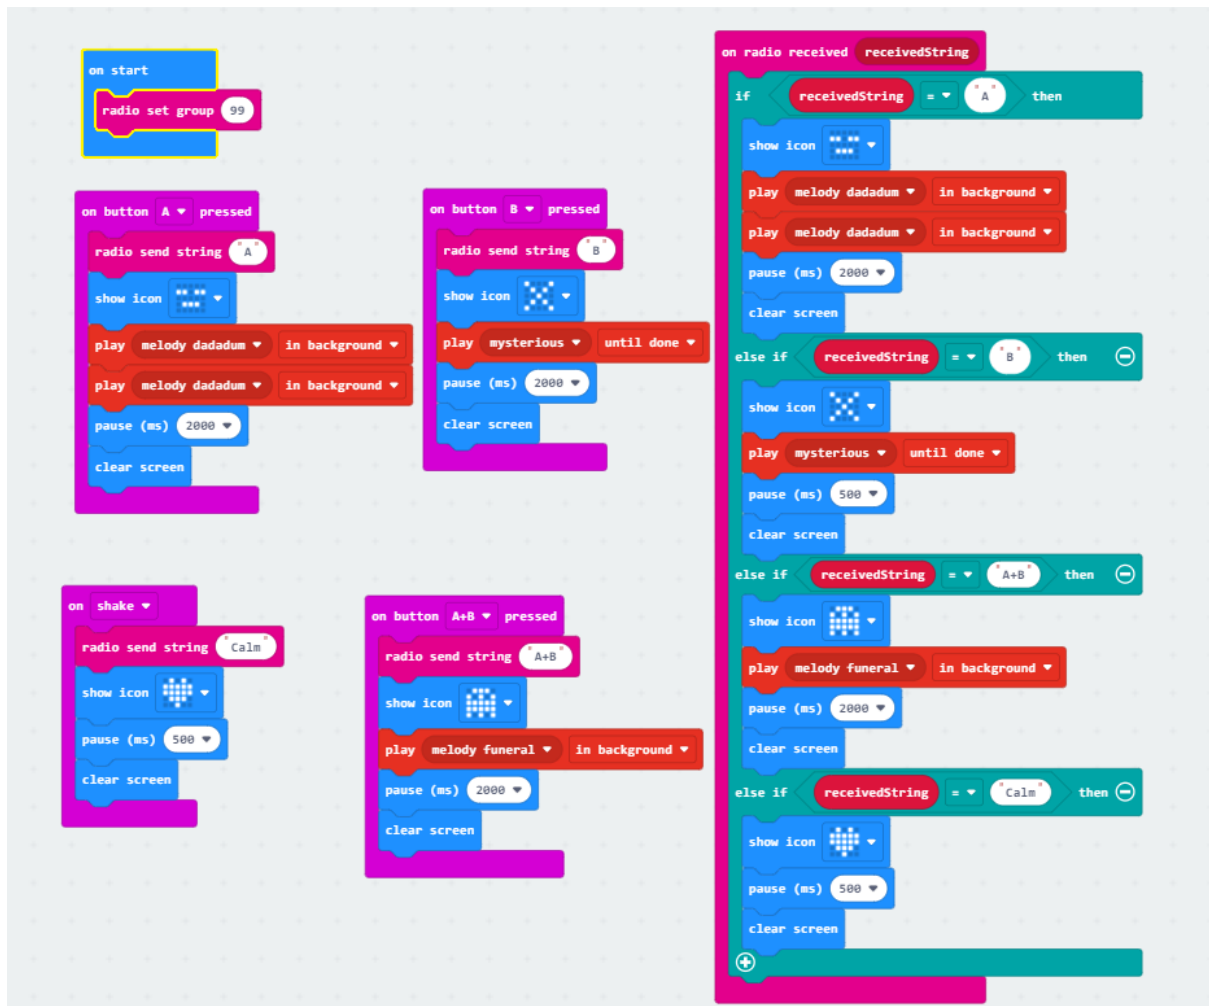 on start
radio set group 99
on button A pressed
radio send string "A"
show icon
play melody dadadum in background
play melody dadadum in background
pause (ms) 2000
clear screen
on button B pressed
radio send string "B"
show icon
play mysterious until done
pause (ms) 2000
clear screen
on shake
radio send string "Calm"
show icon
pause (ms) 500
clear screen
on button A+B pressed
radio send string "A+B"
show icon
play melody funeral in background
pause (ms) 2000
clear screen
on radio received receivedString
if receivedString = "A" then
show icon
play melody dadadum in background
play melody dadadum in background
pause (ms) 2000
clear screen
else if receivedString = "B" then
show icon
play mysterious until done
pause (ms) 500
clear screen
else if receivedString = "A+B" then
show icon
play melody funeral in background
pause (ms) 2000
clear screen
else if receivedString = "Calm" then
show icon
pause (ms) 500
clear screen